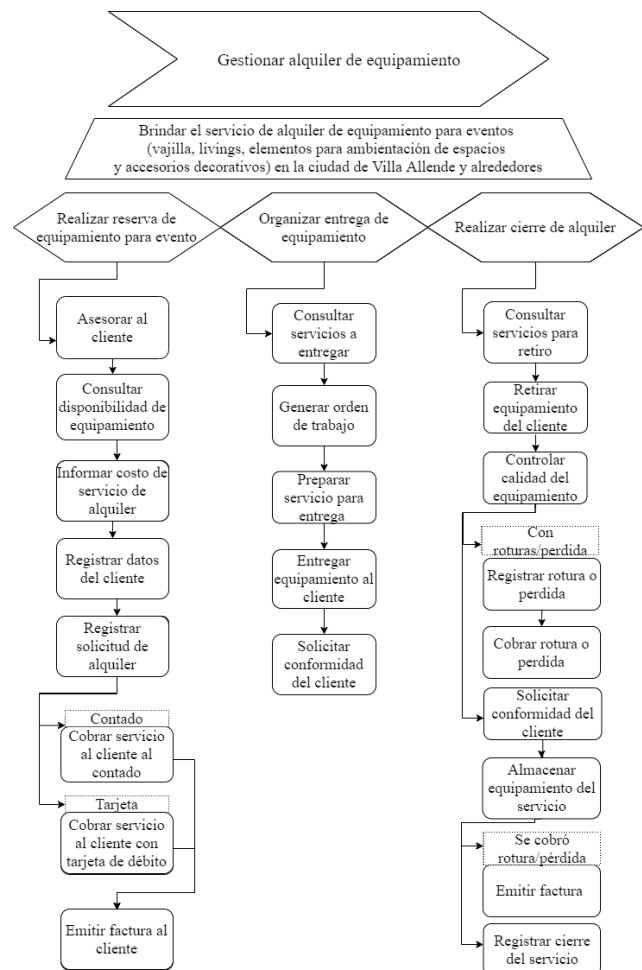 Gestionar alquiler de equipamiento
Brindar el servicio de alquiler de equipamiento para eventos
(vajilla, livings, elementos para ambientación de espacios
y accesorios decorativos) en la ciudad de Villa Allende y alrededores
Realizar reserva de
equipamiento para evento
Organizar entrega de
equipamiento
Realizar cierre de alquiler
Asesorar al
cliente
Consultar
disponibilidad de
equipamiento
Informar costo de
servicio de
alquiler
Registrar datos
del cliente
Registrar
solicitud de
alquiler
Contado
Cobrar servicio
al cliente al
contado
Tarjeta
Cobrar servicio
al cliente con
tarjeta de débito
Emitir factura al
cliente
Consultar
servicios a
entregar
Generar orden
de trabajo
Preparar
servicio para
entrega
Entregar
equipamiento al
cliente
Solicitar
conformidad
del cliente
Consultar
servicios para
retiro
Retirar
equipamiento
del cliente
Controlar
calidad del
equipamiento
Con
roturas/perdida
Registrar rotura o
perdida
Cobrar rotura o
perdida
Solicitar
conformidad del
cliente
Almacenar
equipamiento del
servicio
Se cobró
rotura/pérdida
Emitir factura
Registrar cierre
del servicio